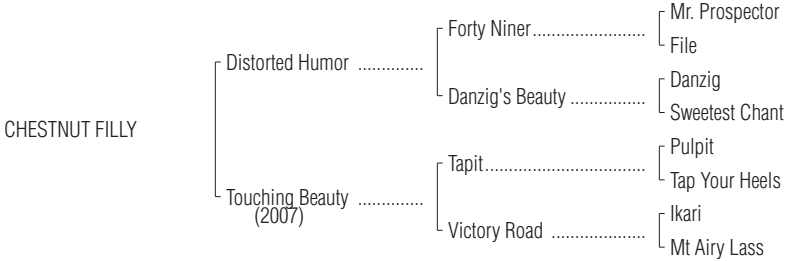 Mr. Prospector
Forty Niner........................
File
Distorted Humor ..............
Danzig
Danzig's Beauty ................
Sweetest Chant
CHESTNUT FILLY
Pulpit
Tapit..................................
Tap Your Heels
Touching Beauty ..............
(2007)
Ikari
Victory Road ....................
Mt Airy Lass